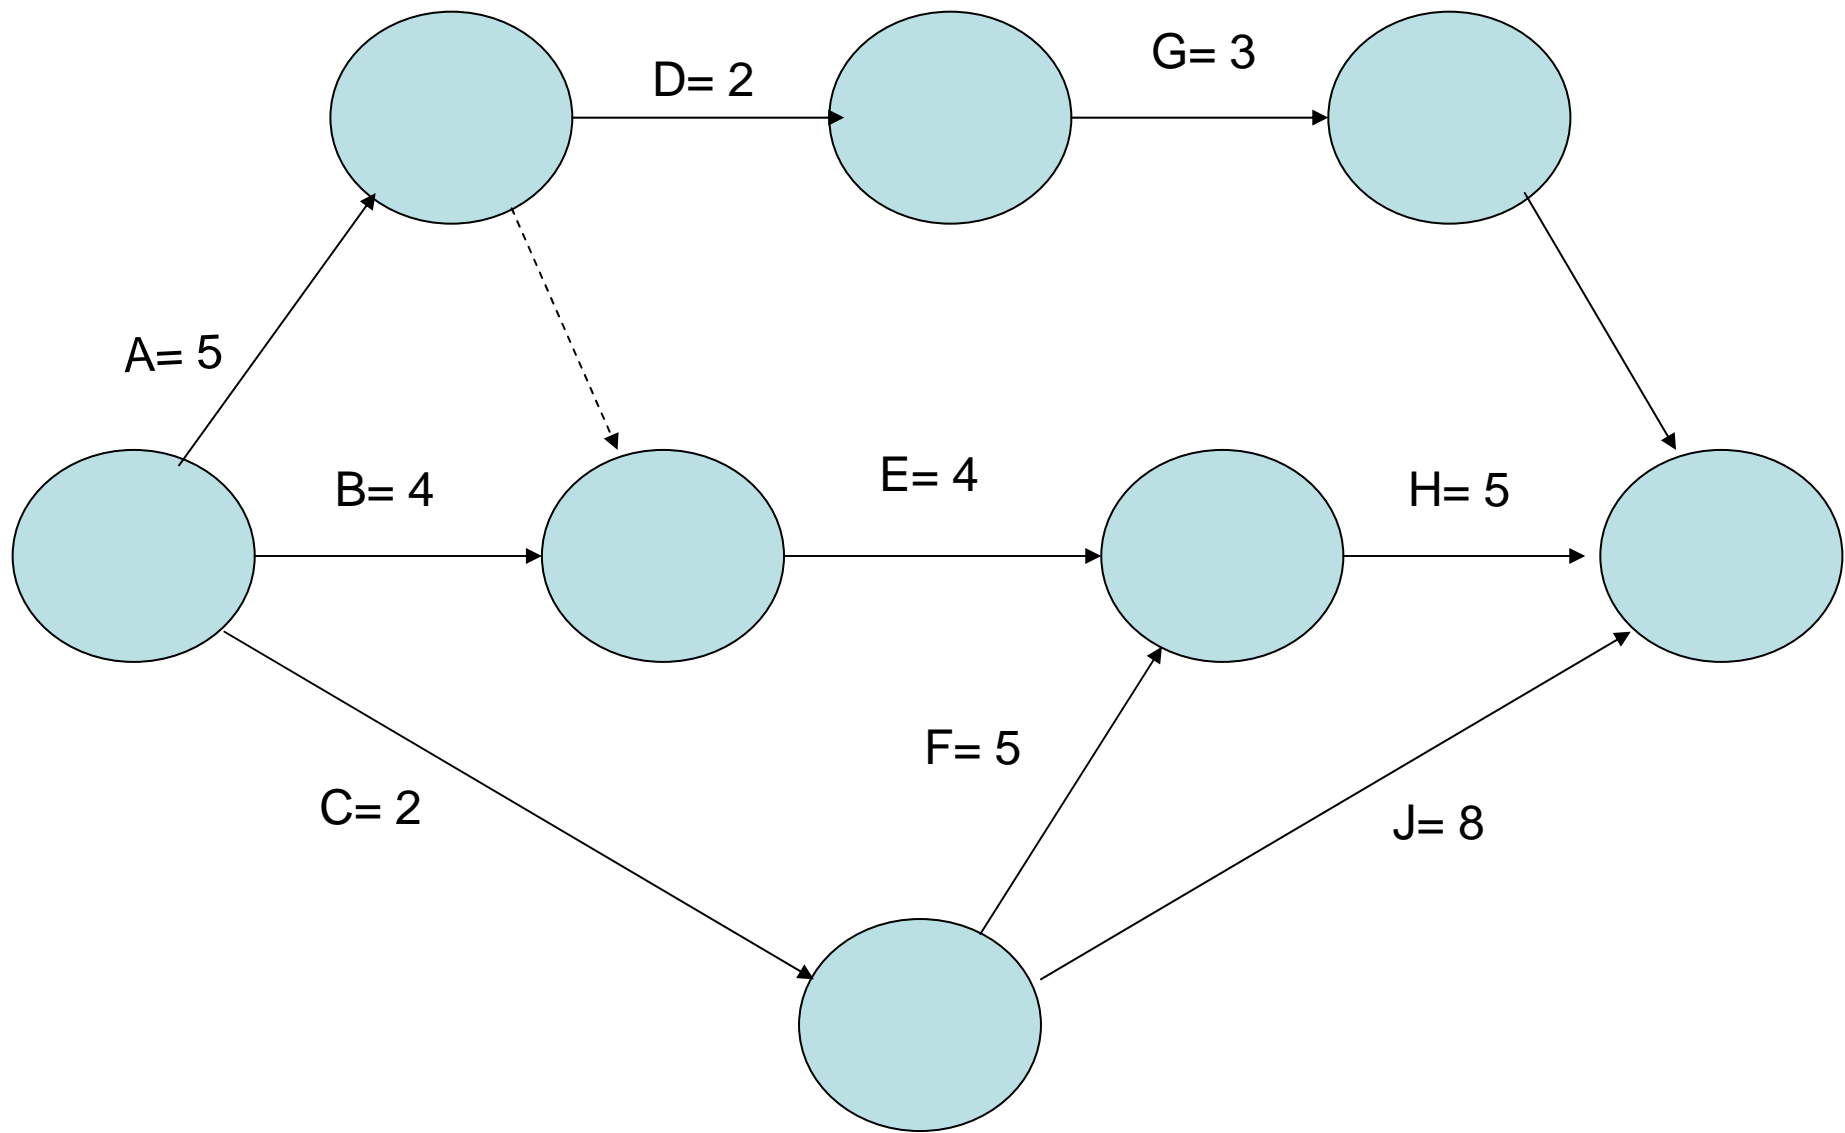 G= 3
D= 2
A= 5
B= 4
E= 4
H= 5
F= 5
C= 2
J= 8